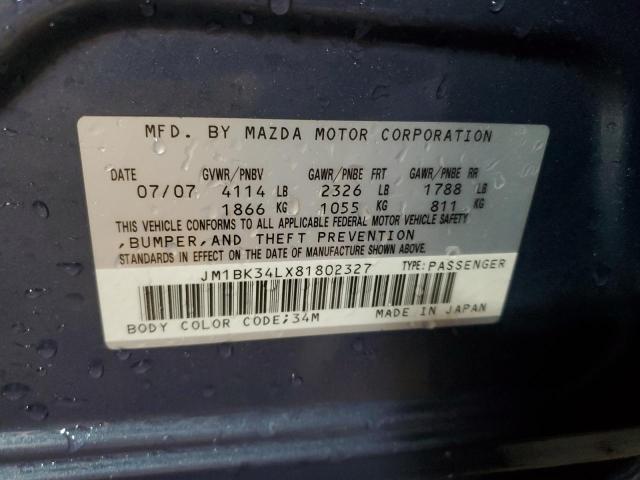 MFD. BY MAZDA MOTOR CORPORATION
DATE GVWR/PNBV GAWR/PNBE FRT GAWR/PNBE RR
07/07 4114 LB 2326 LB 1788 LB
1866 KG 1055 KG 811 KG
THIS VEHICLE CONFORMS TO ALL APPLICABLE FEDERAL MOTOR VEHICLE SAFETY
,BUMPER,AND THEFT PREVENTION
STANDARDS IN EFFECT ON THE DATE OF MANUFACTURE SHOWN ABOVE.
JM1BK34LX81802327 TYPE:PASSENGER
BODY COLOR CODE;34M MADE IN JAPAN